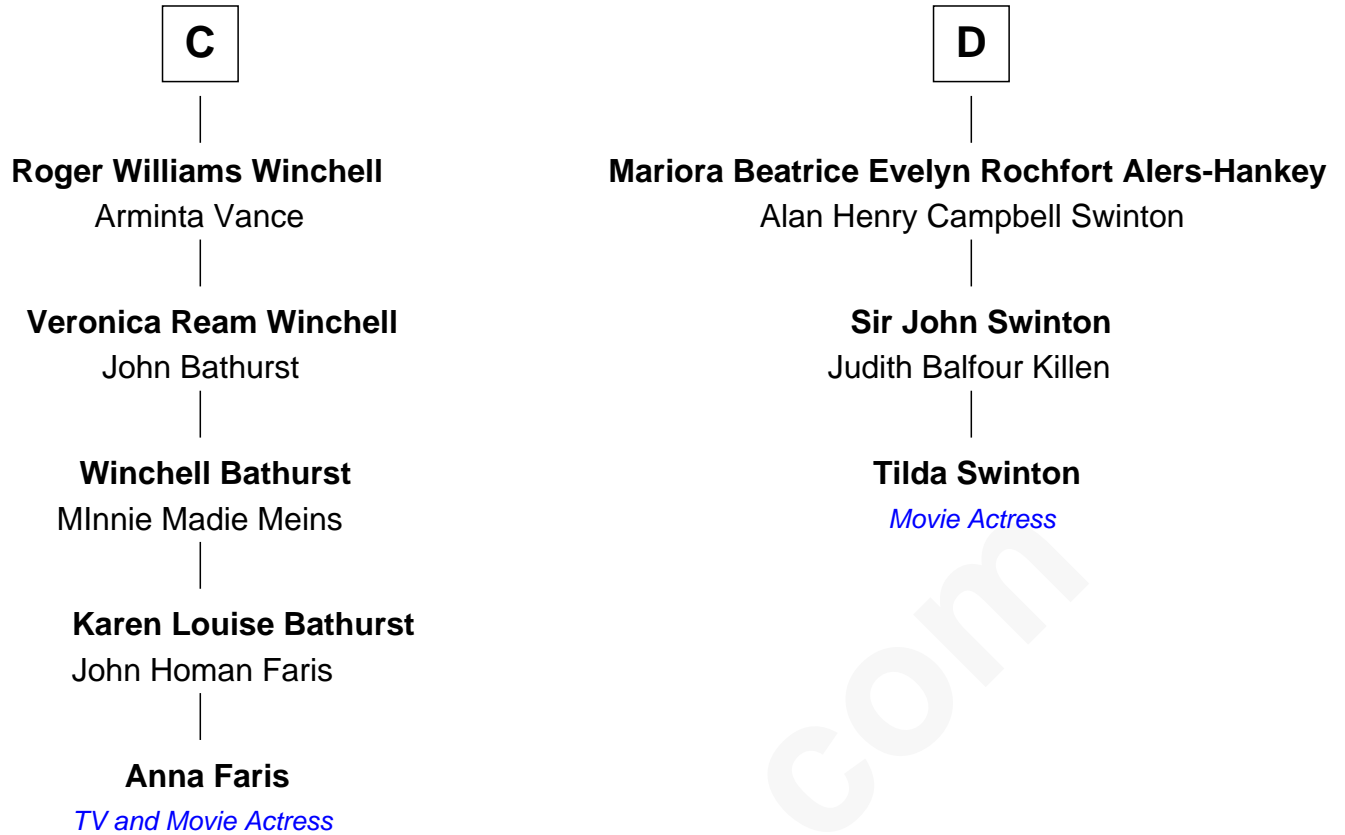 C
Roger Williams Winchell
Arminta Vance
Veronica Ream Winchell
John Bathurst
Winchell Bathurst
MInnie Madie Meins
Karen Louise Bathurst
John Homan Faris
Anna Faris
TV and Movie Actress
D
Mariora Beatrice Evelyn Rochfort Alers-Hankey
Alan Henry Campbell Swinton
Sir John Swinton
Judith Balfour Killen
Tilda Swinton
Movie Actress
com